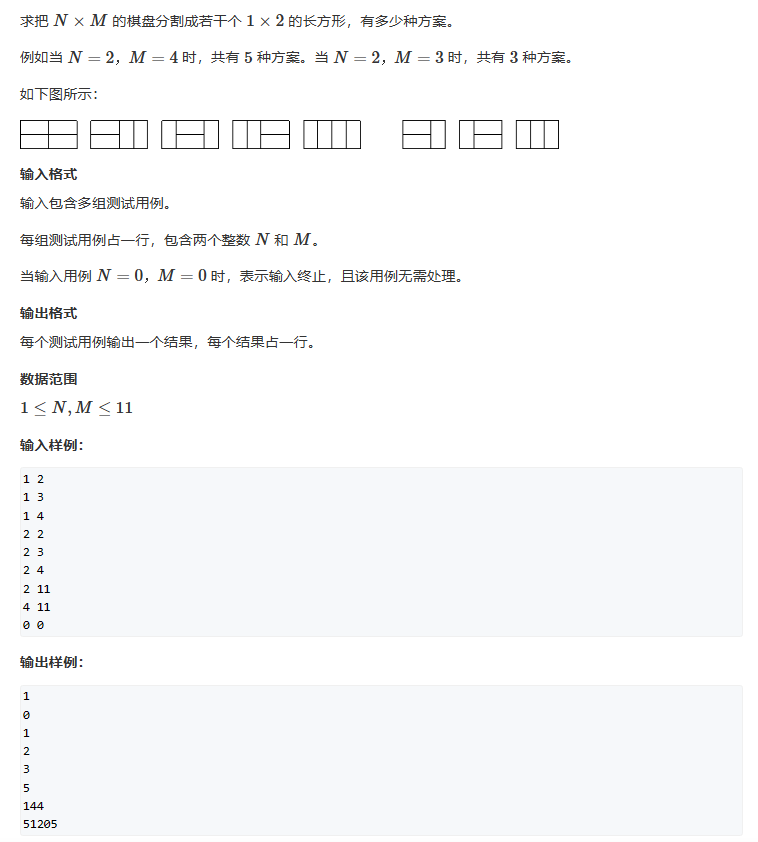 求把 N × M 的棋盘分割成若干个 1 × 2 的长方形，有多少种方案。
例如当 N = 2，M = 4 时，共有 5 种方案。当 N = 2，M = 3 时，共有 3 种方案。
如下图所示：
输入格式
输入包含多组测试用例。
每组测试用例占一行，包含两个整数 N 和 M。
当输入用例 N = 0，M = 0 时，表示输入终止，且该用例无需处理。
输出格式
每个测试用例输出一个结果，每个结果占一行。
数据范围
1 ≤ N, M ≤ 11
输入样例：
1 2
1 3
1 4
2 2
2 3
2 4
2 11
4 11
0 0
输出样例：
1
0
1
2
3
5
144
51205